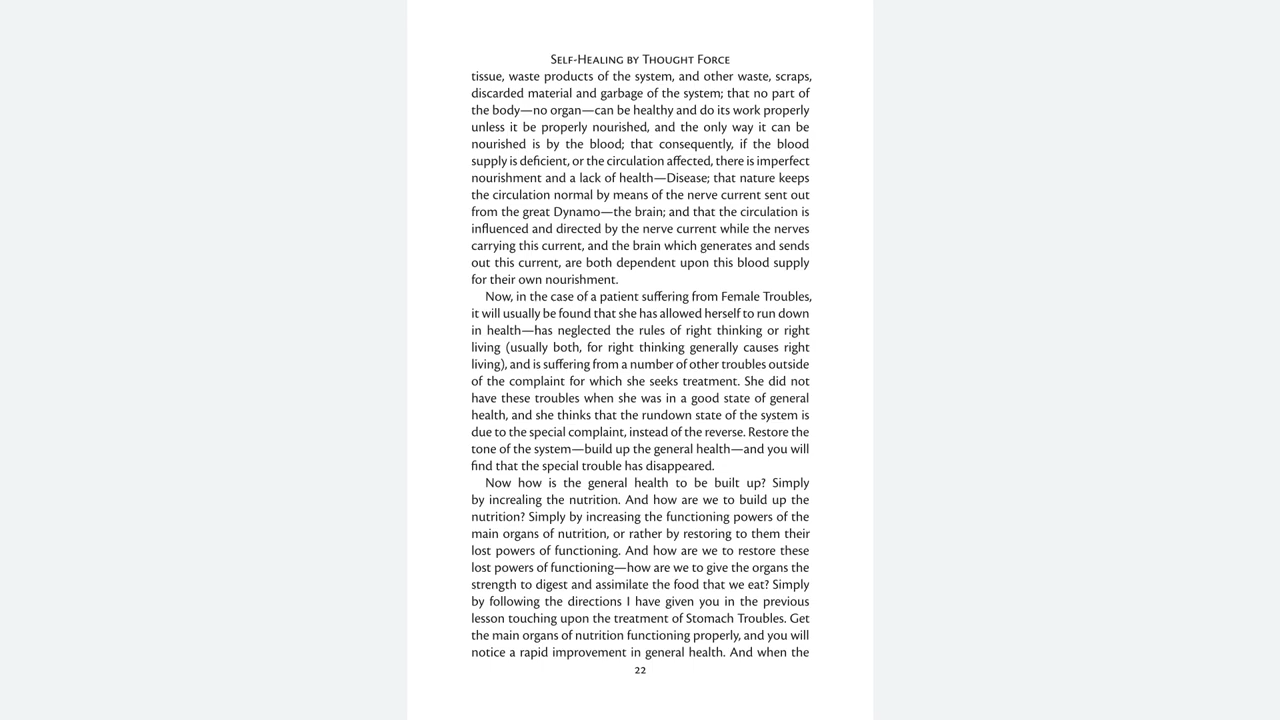 Self-Healing by Thought Force
tissue, waste products of the system, and other waste, scraps,
discarded material and garbage of the system; that no part of
the body—no organ—can be healthy and do its work properly
unless it be properly nourished, and the only way it can be
nourished is by the blood; that consequently, if the blood
supply is deficient, or the circulation affected, there is imperfect
nourishment and a lack of health—Disease; that nature keeps
the circulation normal by means of the nerve current sent out
from the great Dynamo—the brain; and that the circulation is
influenced and directed by the nerve current while the nerves
carrying this current, and the brain which generates and sends
out this current, are both dependent upon this blood supply
for their own nourishment.
Now, in the case of a patient suffering from Female Troubles,
it will usually be found that she has allowed herself to run down
in health—has neglected the rules of right thinking or right
living (usually both, for right thinking generally causes right
living), and is suffering from a number of other troubles outside
of the complaint for which she seeks treatment. She did not
have these troubles when she was in a good state of general
health, and she thinks that the rundown state of the system is
due to the special complaint, instead of the reverse. Restore the
tone of the system—build up the general health—and you will
find that the special trouble has disappeared.
Now how is the general health to be built up? Simply
by increaling the nutrition. And how are we to build up the
nutrition? Simply by increasing the functioning powers of the
main organs of nutrition, or rather by restoring to them their
lost powers of functioning. And how are we to restore these
lost powers of functioning—how are we to give the organs the
strength to digest and assimilate the food that we eat? Simply
by following the directions I have given you in the previous
lesson touching upon the treatment of Stomach Troubles. Get
the main organs of nutrition functioning properly, and you will
notice a rapid improvement in general health. And when the
22